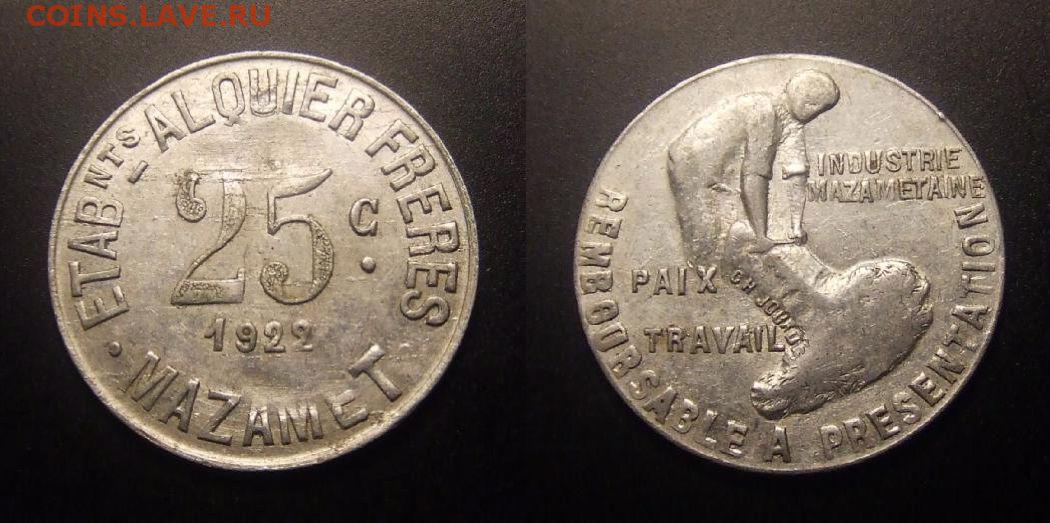 COINS.LAVE.RU
ETABNTS ALQUIER FRERES
25 C.
1922
· MAZAMET ·
INDUSTRIE
MAZAMETAINE
PAIX
TRAVAIL
REMBOURSABLE A PRESENTATION